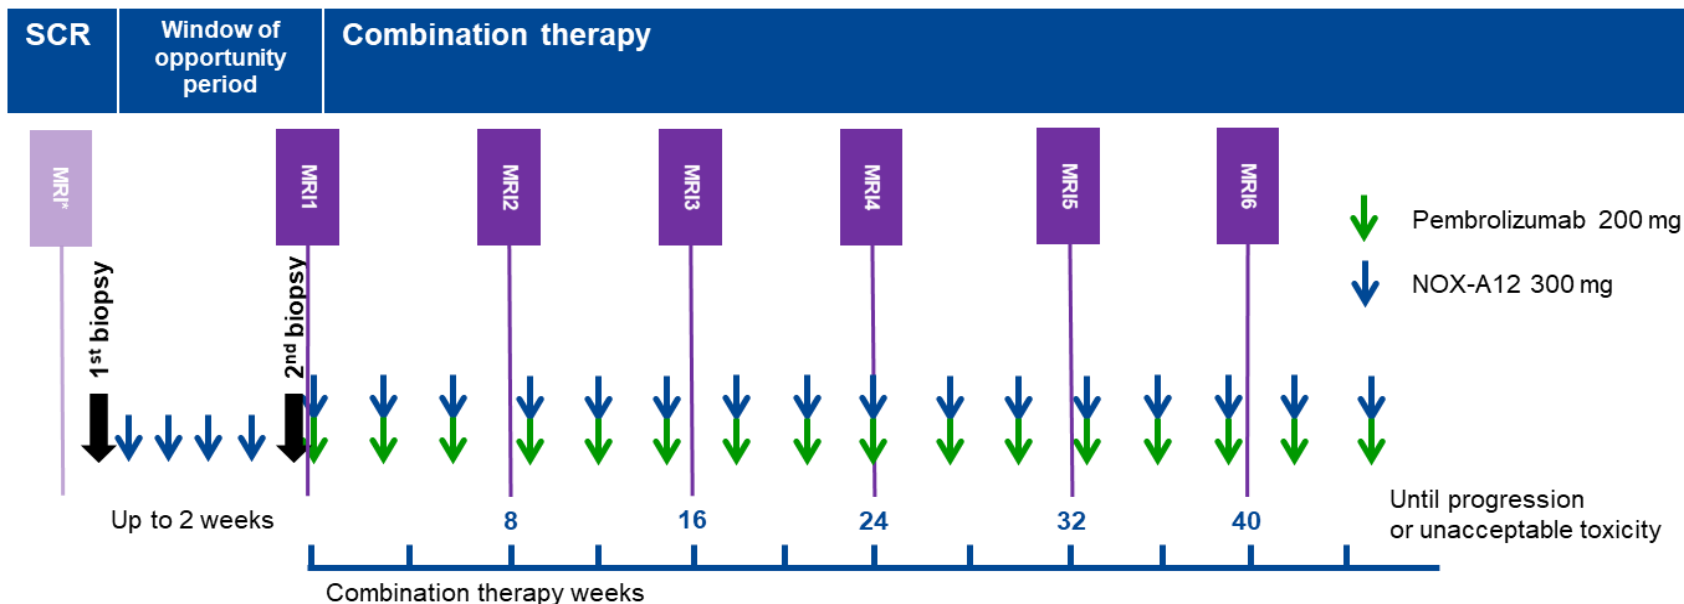 SCR
Window of
opportunity
period
Combination therapy
MRI*
MRI1
MRI2
MRI3
MRI4
MRI5
MRI6
Pembrolizumab 200 mg
NOX-A12 300 mg
1st biopsy
2nd biopsy
Up to 2 weeks
8
16
24
32
40
Until progression
or unacceptable toxicity
Combination therapy weeks